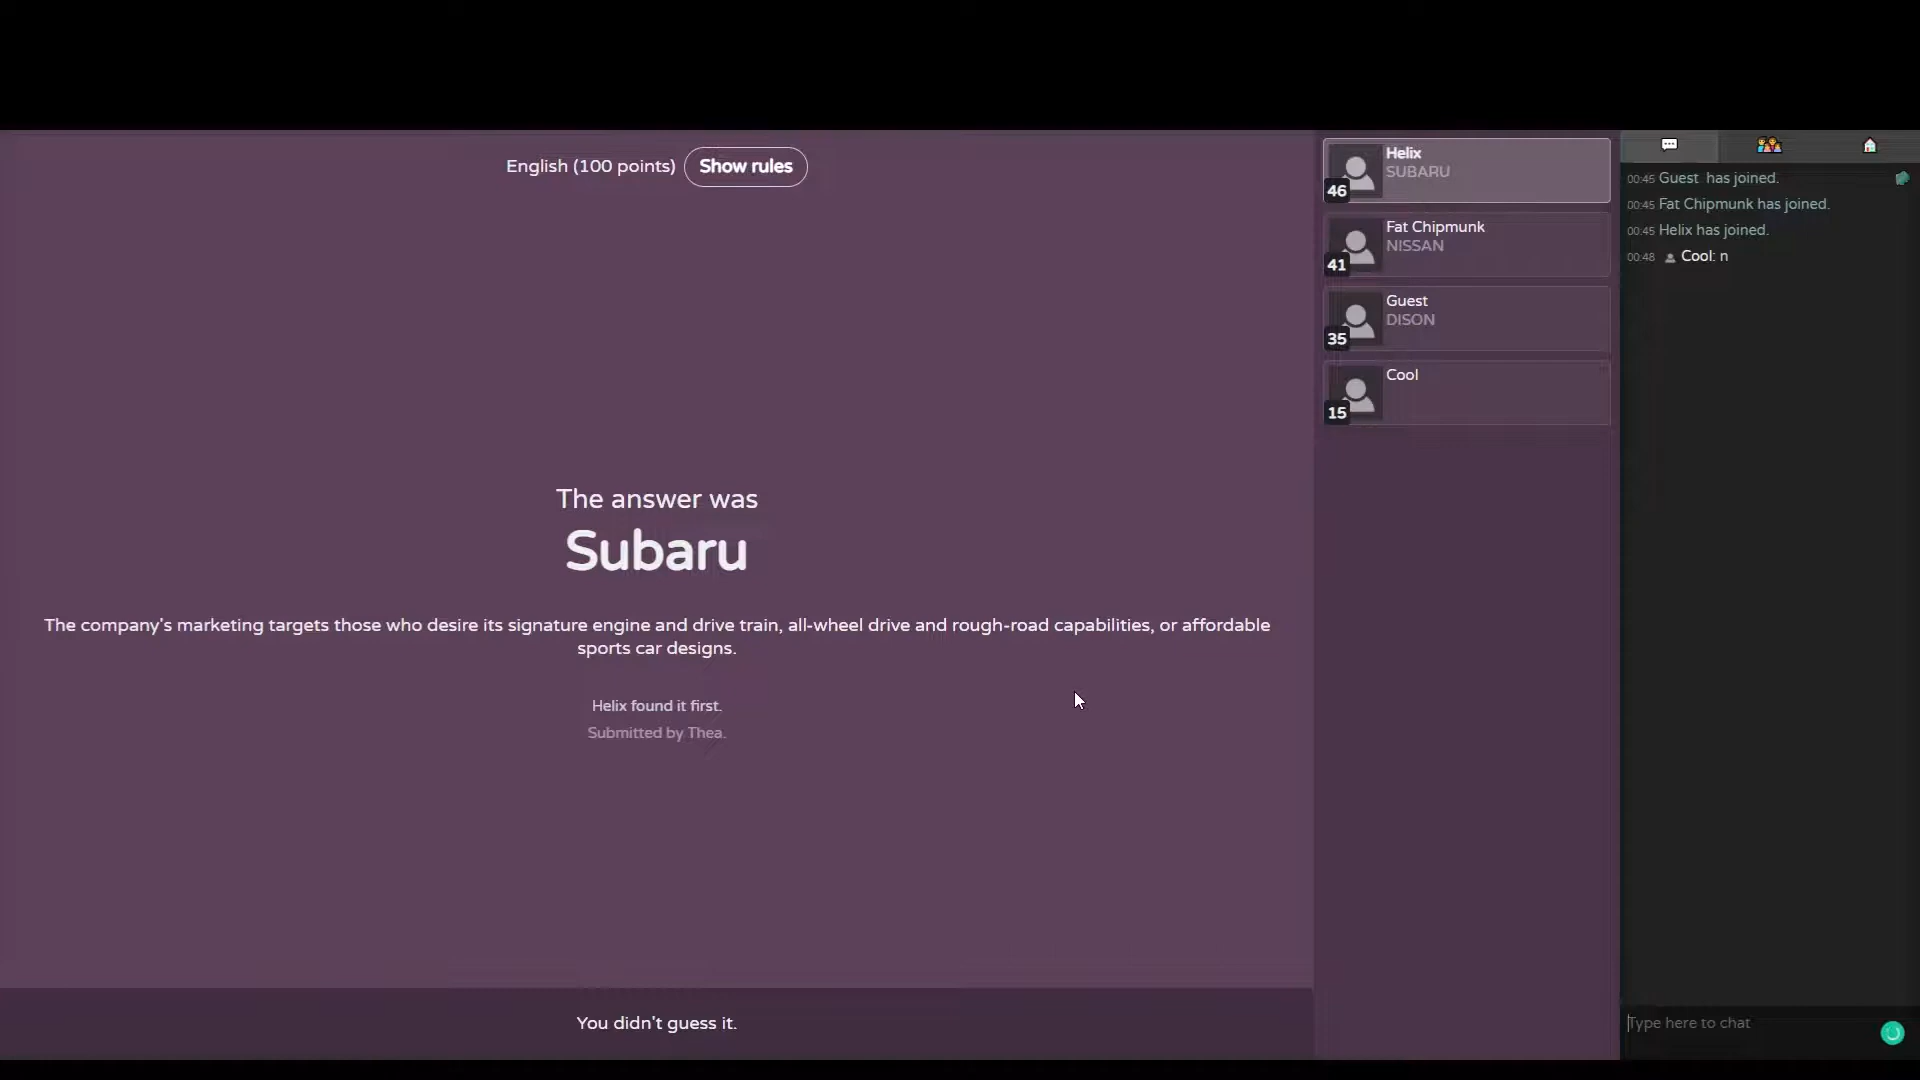 English (100 points) Show rules
The answer was
Subaru
The company's marketing targets those who desire its signature engine and drive train, all-wheel drive and rough-road capabilities, or affordable
sports car designs.
Helix found it first.
Submitted by Thea.
You didn't guess it.
Helix
SUBARU
46
Fat Chipmunk
NISSAN
41
Guest
DISON
35
Cool
15
00:45 Guest has joined.
00:45 Fat Chipmunk has joined.
00:45 Helix has joined.
00:48 Cool: n
Type here to chat